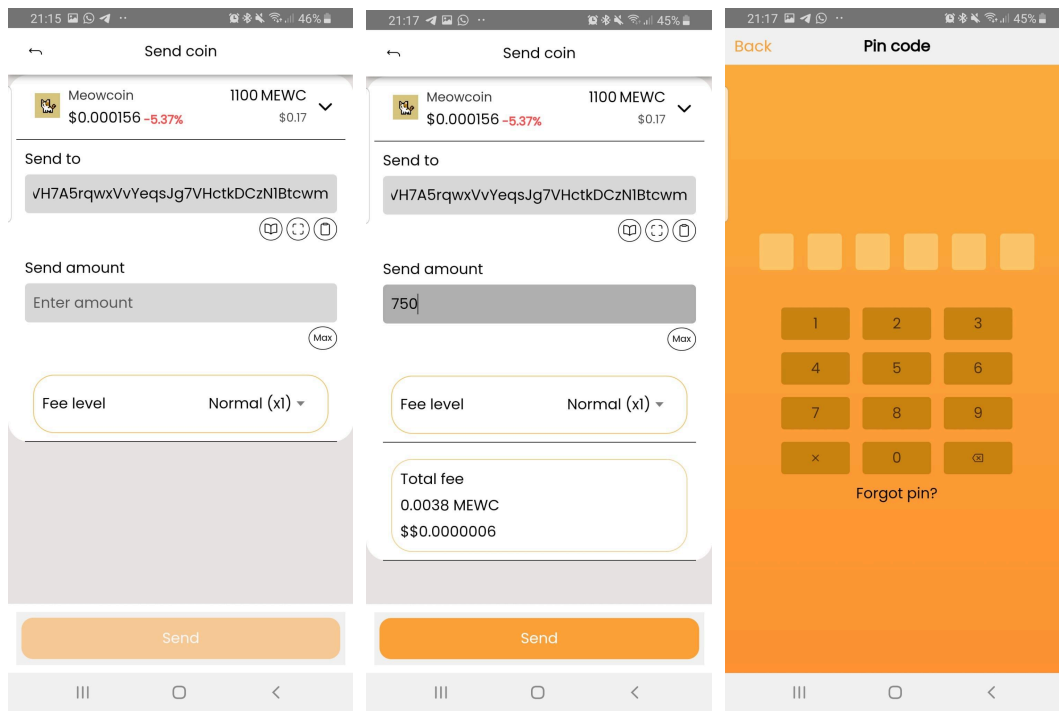 21:15 46%
Send coin
Meowcoin 1100 MEWC
$0.000156 -5.37% $0.17
Send to
VH7A5rqwxVvYeqsJg7VHctkDCzN1Btcwm
Send amount
Enter amount
Max
Fee level Normal (x1)
Send
21:17 45%
Send coin
Meowcoin 1100 MEWC
$0.000156 -5.37% $0.17
Send to
VH7A5rqwxVvYeqsJg7VHctkDCzN1Btcwm
Send amount
750
Max
Fee level Normal (x1)
Total fee
0.0038 MEWC
$$0.0000006
Send
21:17 45%
Back Pin code
1 2 3
4 5 6
7 8 9
× 0
Forgot pin?